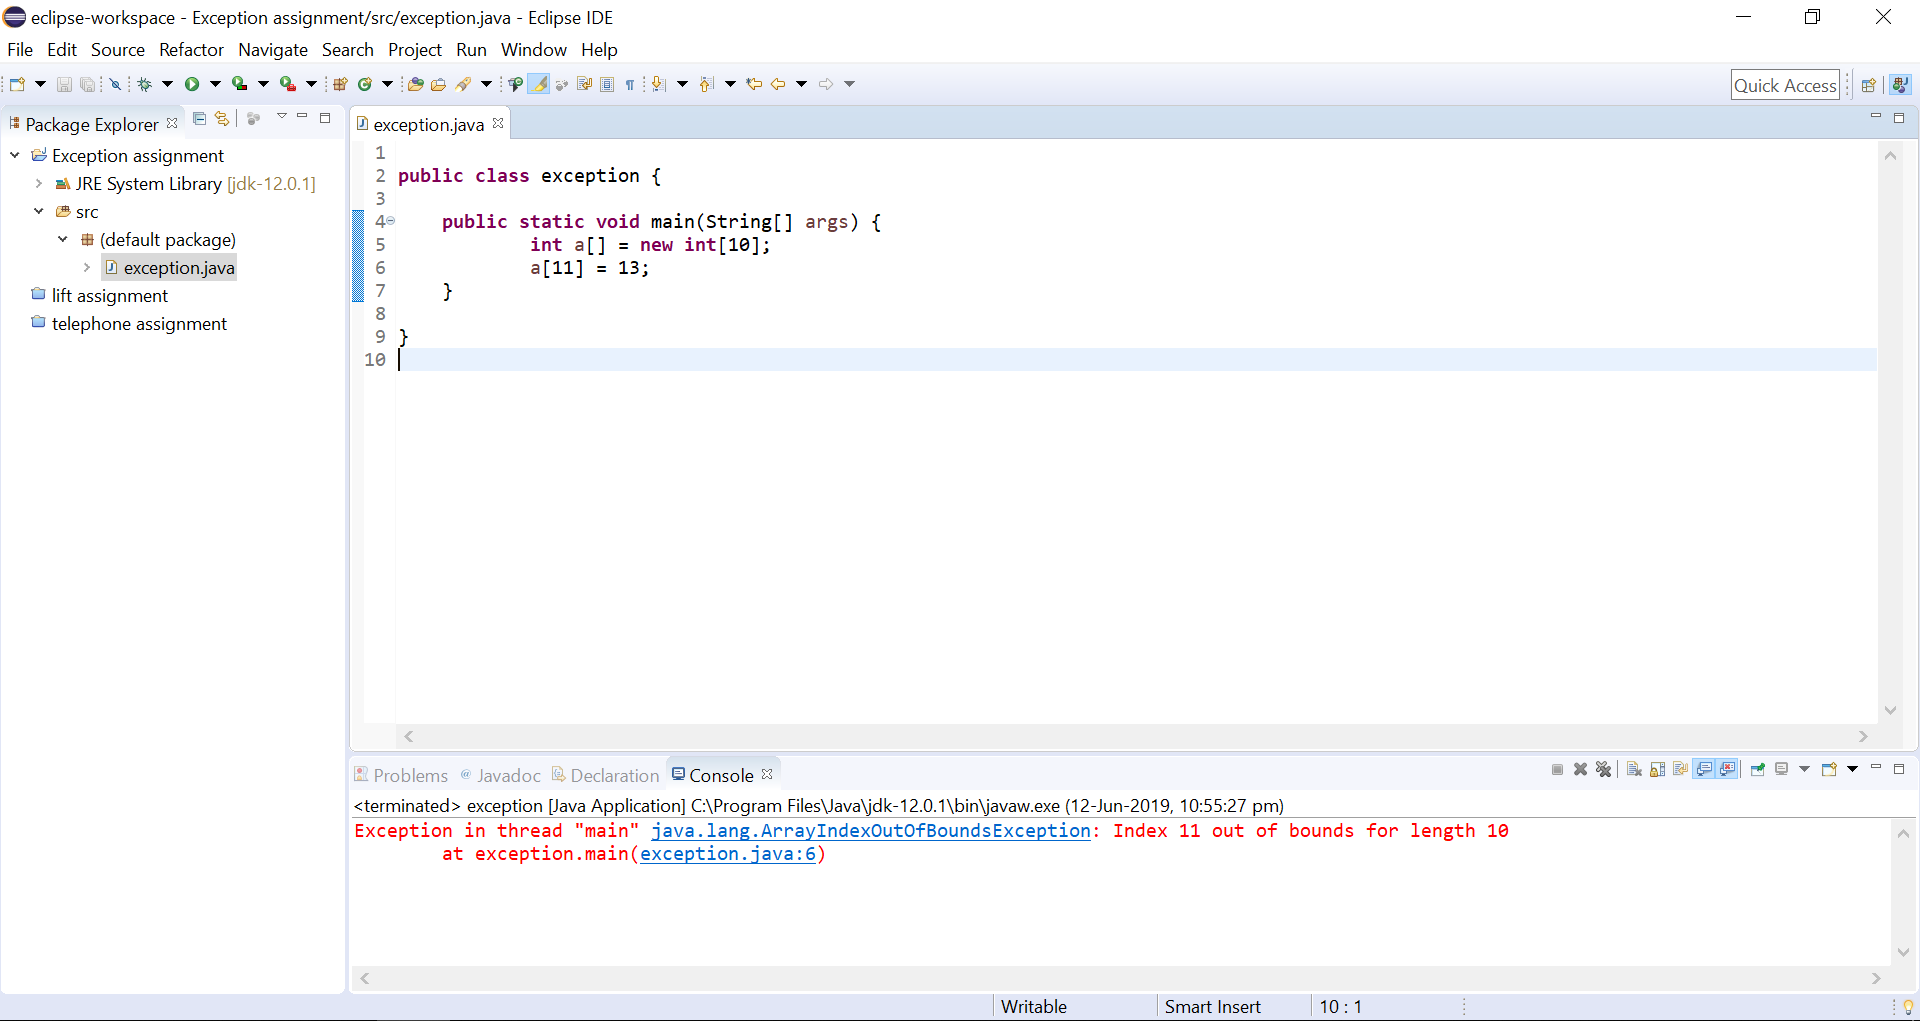 eclipse-workspace - Exception assignment/src/exception.java - Eclipse IDE
File Edit Source Refactor Navigate Search Project Run Window Help
Quick Access
Package Explorer
exception.java
Exception assignment
JRE System Library [jdk-12.0.1]
src
(default package)
exception.java
lift assignment
telephone assignment
1
2 public class exception {
3
4 public static void main(String[] args) {
5 int a[] = new int[10];
6 a[11] = 13;
7 }
8
9 }
10
Problems @ Javadoc Declaration Console
<terminated> exception [Java Application] C:\Program Files\Java\jdk-12.0.1\bin\javaw.exe (12-Jun-2019, 10:55:27 pm)
Exception in thread "main" java.lang.ArrayIndexOutOfBoundsException: Index 11 out of bounds for length 10
at exception.main(exception.java:6)
Writable Smart Insert 10 : 1